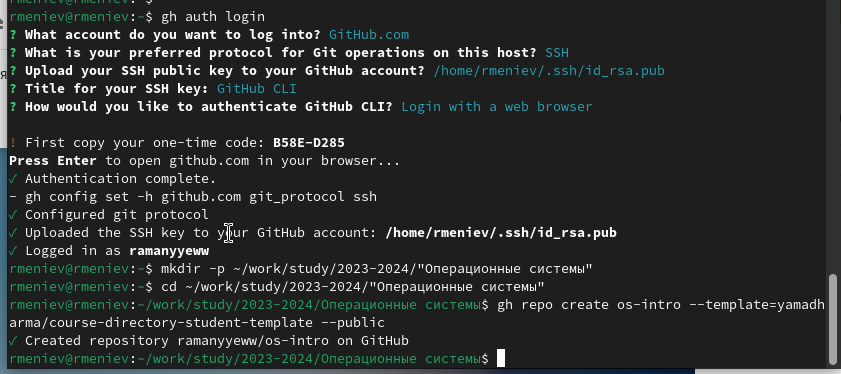 rmeniev@rmeniev:~$ gh auth login
? What account do you want to log into? GitHub.com
? What is your preferred protocol for Git operations on this host? SSH
? Upload your SSH public key to your GitHub account? /home/rmeniev/.ssh/id_rsa.pub
? Title for your SSH key: GitHub CLI
? How would you like to authenticate GitHub CLI? Login with a web browser
! First copy your one-time code: B58E-D285
Press Enter to open github.com in your browser...
✓ Authentication complete.
- gh config set -h github.com git_protocol ssh
✓ Configured git protocol
✓ Uploaded the SSH key to your GitHub account: /home/rmeniev/.ssh/id_rsa.pub
✓ Logged in as ramanyyeww
rmeniev@rmeniev:~$ mkdir -p ~/work/study/2023-2024/"Операционные системы"
rmeniev@rmeniev:~$ cd ~/work/study/2023-2024/"Операционные системы"
rmeniev@rmeniev:~/work/study/2023-2024/Операционные системы$ gh repo create os-intro --template=yamadh
arma/course-directory-student-template --public
✓ Created repository ramanyyeww/os-intro on GitHub
rmeniev@rmeniev:~/work/study/2023-2024/Операционные системы$